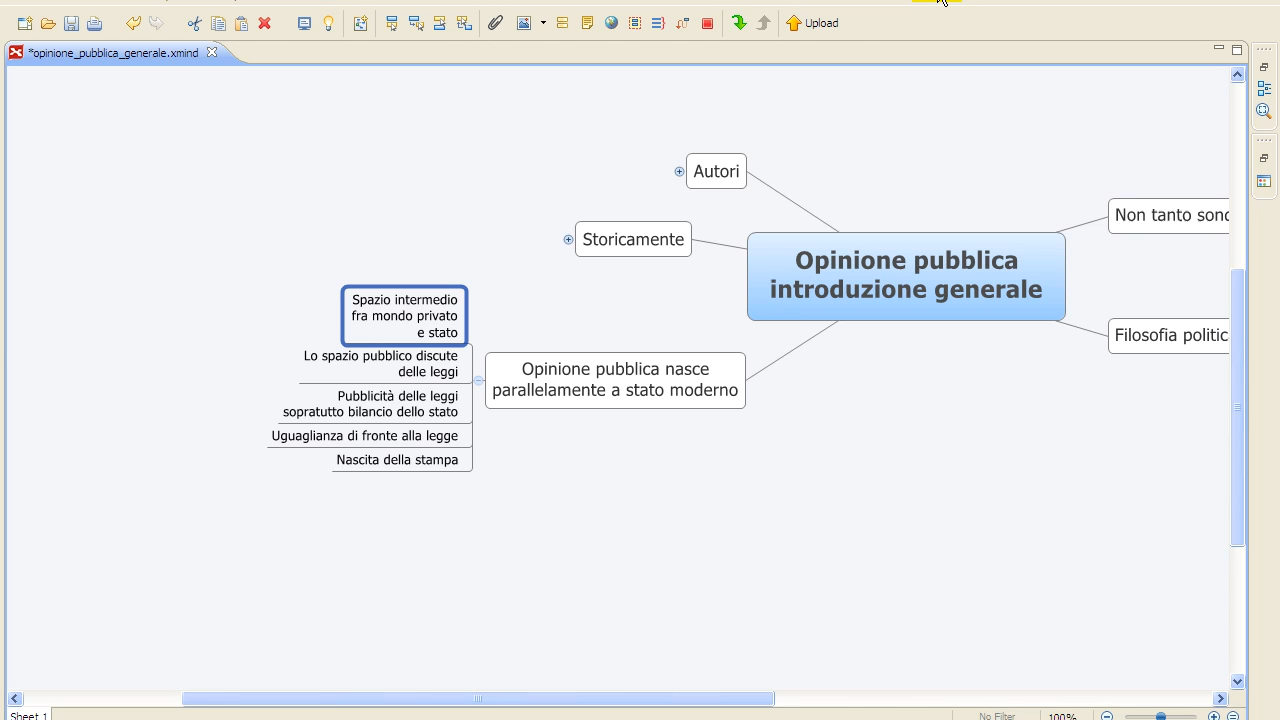 Upload
*opinione_pubblica_generale.xmind
Autori
Storicamente
Opinione pubblica
introduzione generale
Non tanto sond
Filosofia politic
Opinione pubblica nasce
parallelamente a stato moderno
Spazio intermedio
fra mondo privato
e stato
Lo spazio pubblico discute
delle leggi
Pubblicità delle leggi
sopratutto bilancio dello stato
Uguaglianza di fronte alla legge
Nascita della stampa
Sheet 1
No Filter
100%